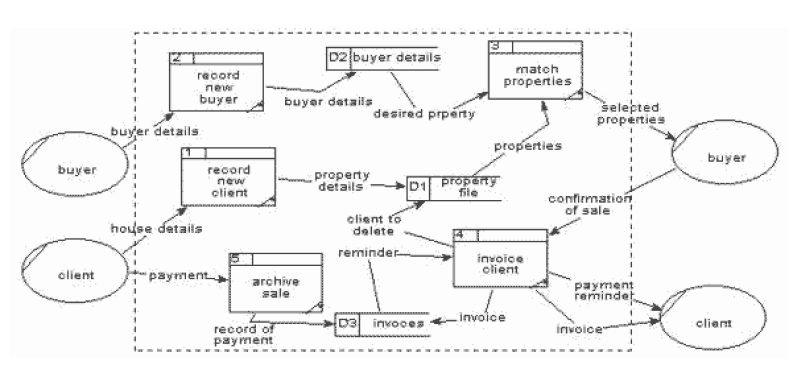 2
record
new
buyer
D2 buyer details
3
match
properties
buyer details
desired prperty
selected
properties
buyer details
buyer
1
record
new
client
property
details
D1 property
file
properties
buyer
house details
client to
delete
confirmation
of sale
client
payment
5
archive
sale
reminder
4
invoice
client
payment
reminder
record of
payment
D3 invoces
invoice
invoice
client